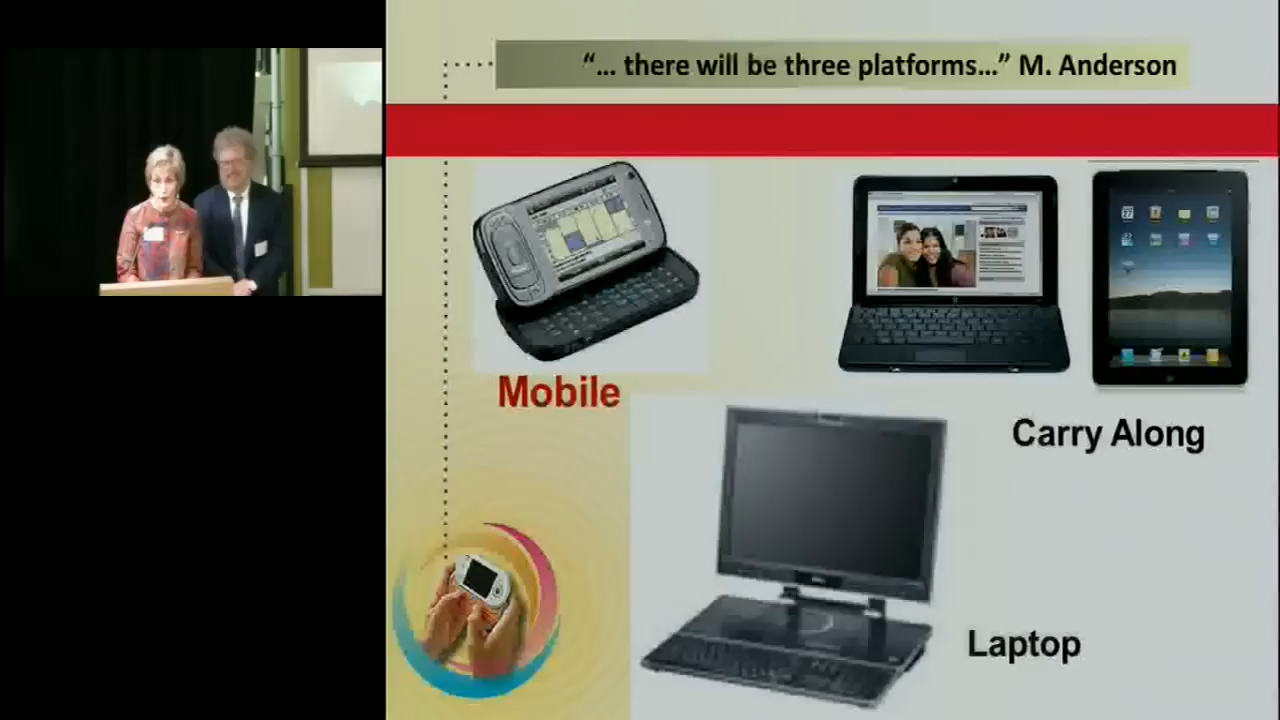 “... there will be three platforms...” M. Anderson
Mobile
Carry Along
Laptop